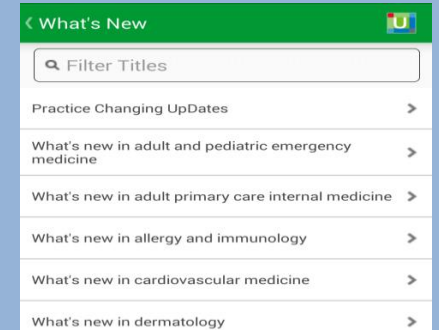 What's New
Filter Titles
Practice Changing UpDates
What's new in adult and pediatric emergency
medicine
What's new in adult primary care internal medicine
What's new in allergy and immunology
What's new in cardiovascular medicine
What's new in dermatology